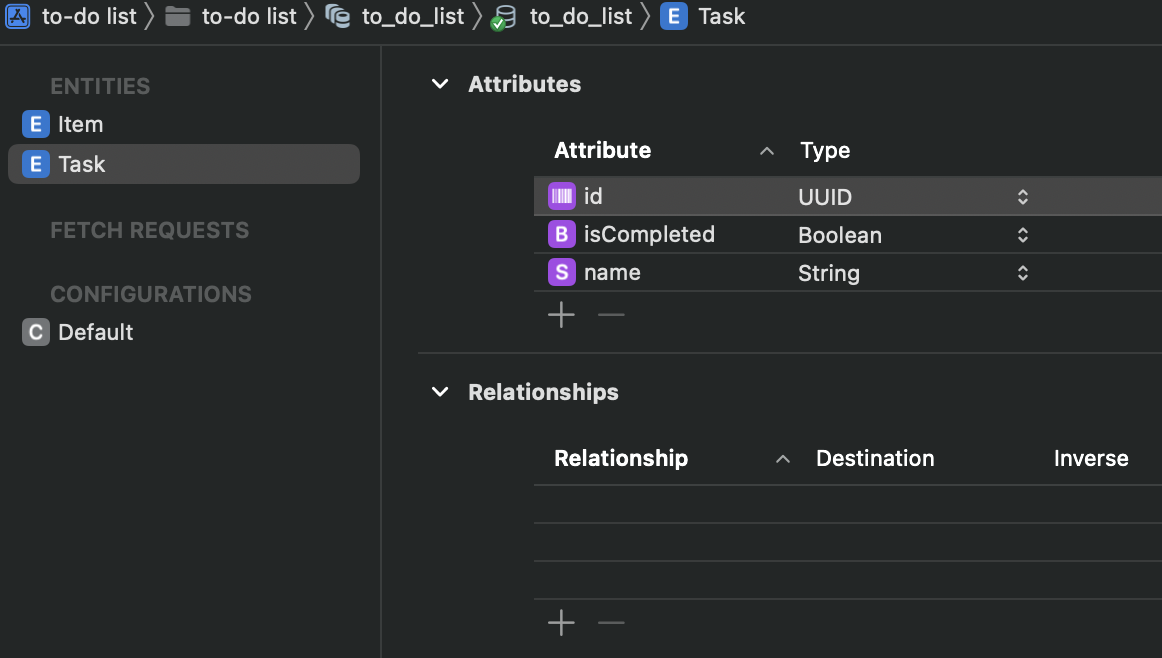 to-do list to-do list to_do_list to_do_list E Task
ENTITIES
E Item
E Task
FETCH REQUESTS
CONFIGURATIONS
C Default
Attributes
Attribute Type
id UUID
B isCompleted Boolean
S name String
Relationships
Relationship Destination Inverse